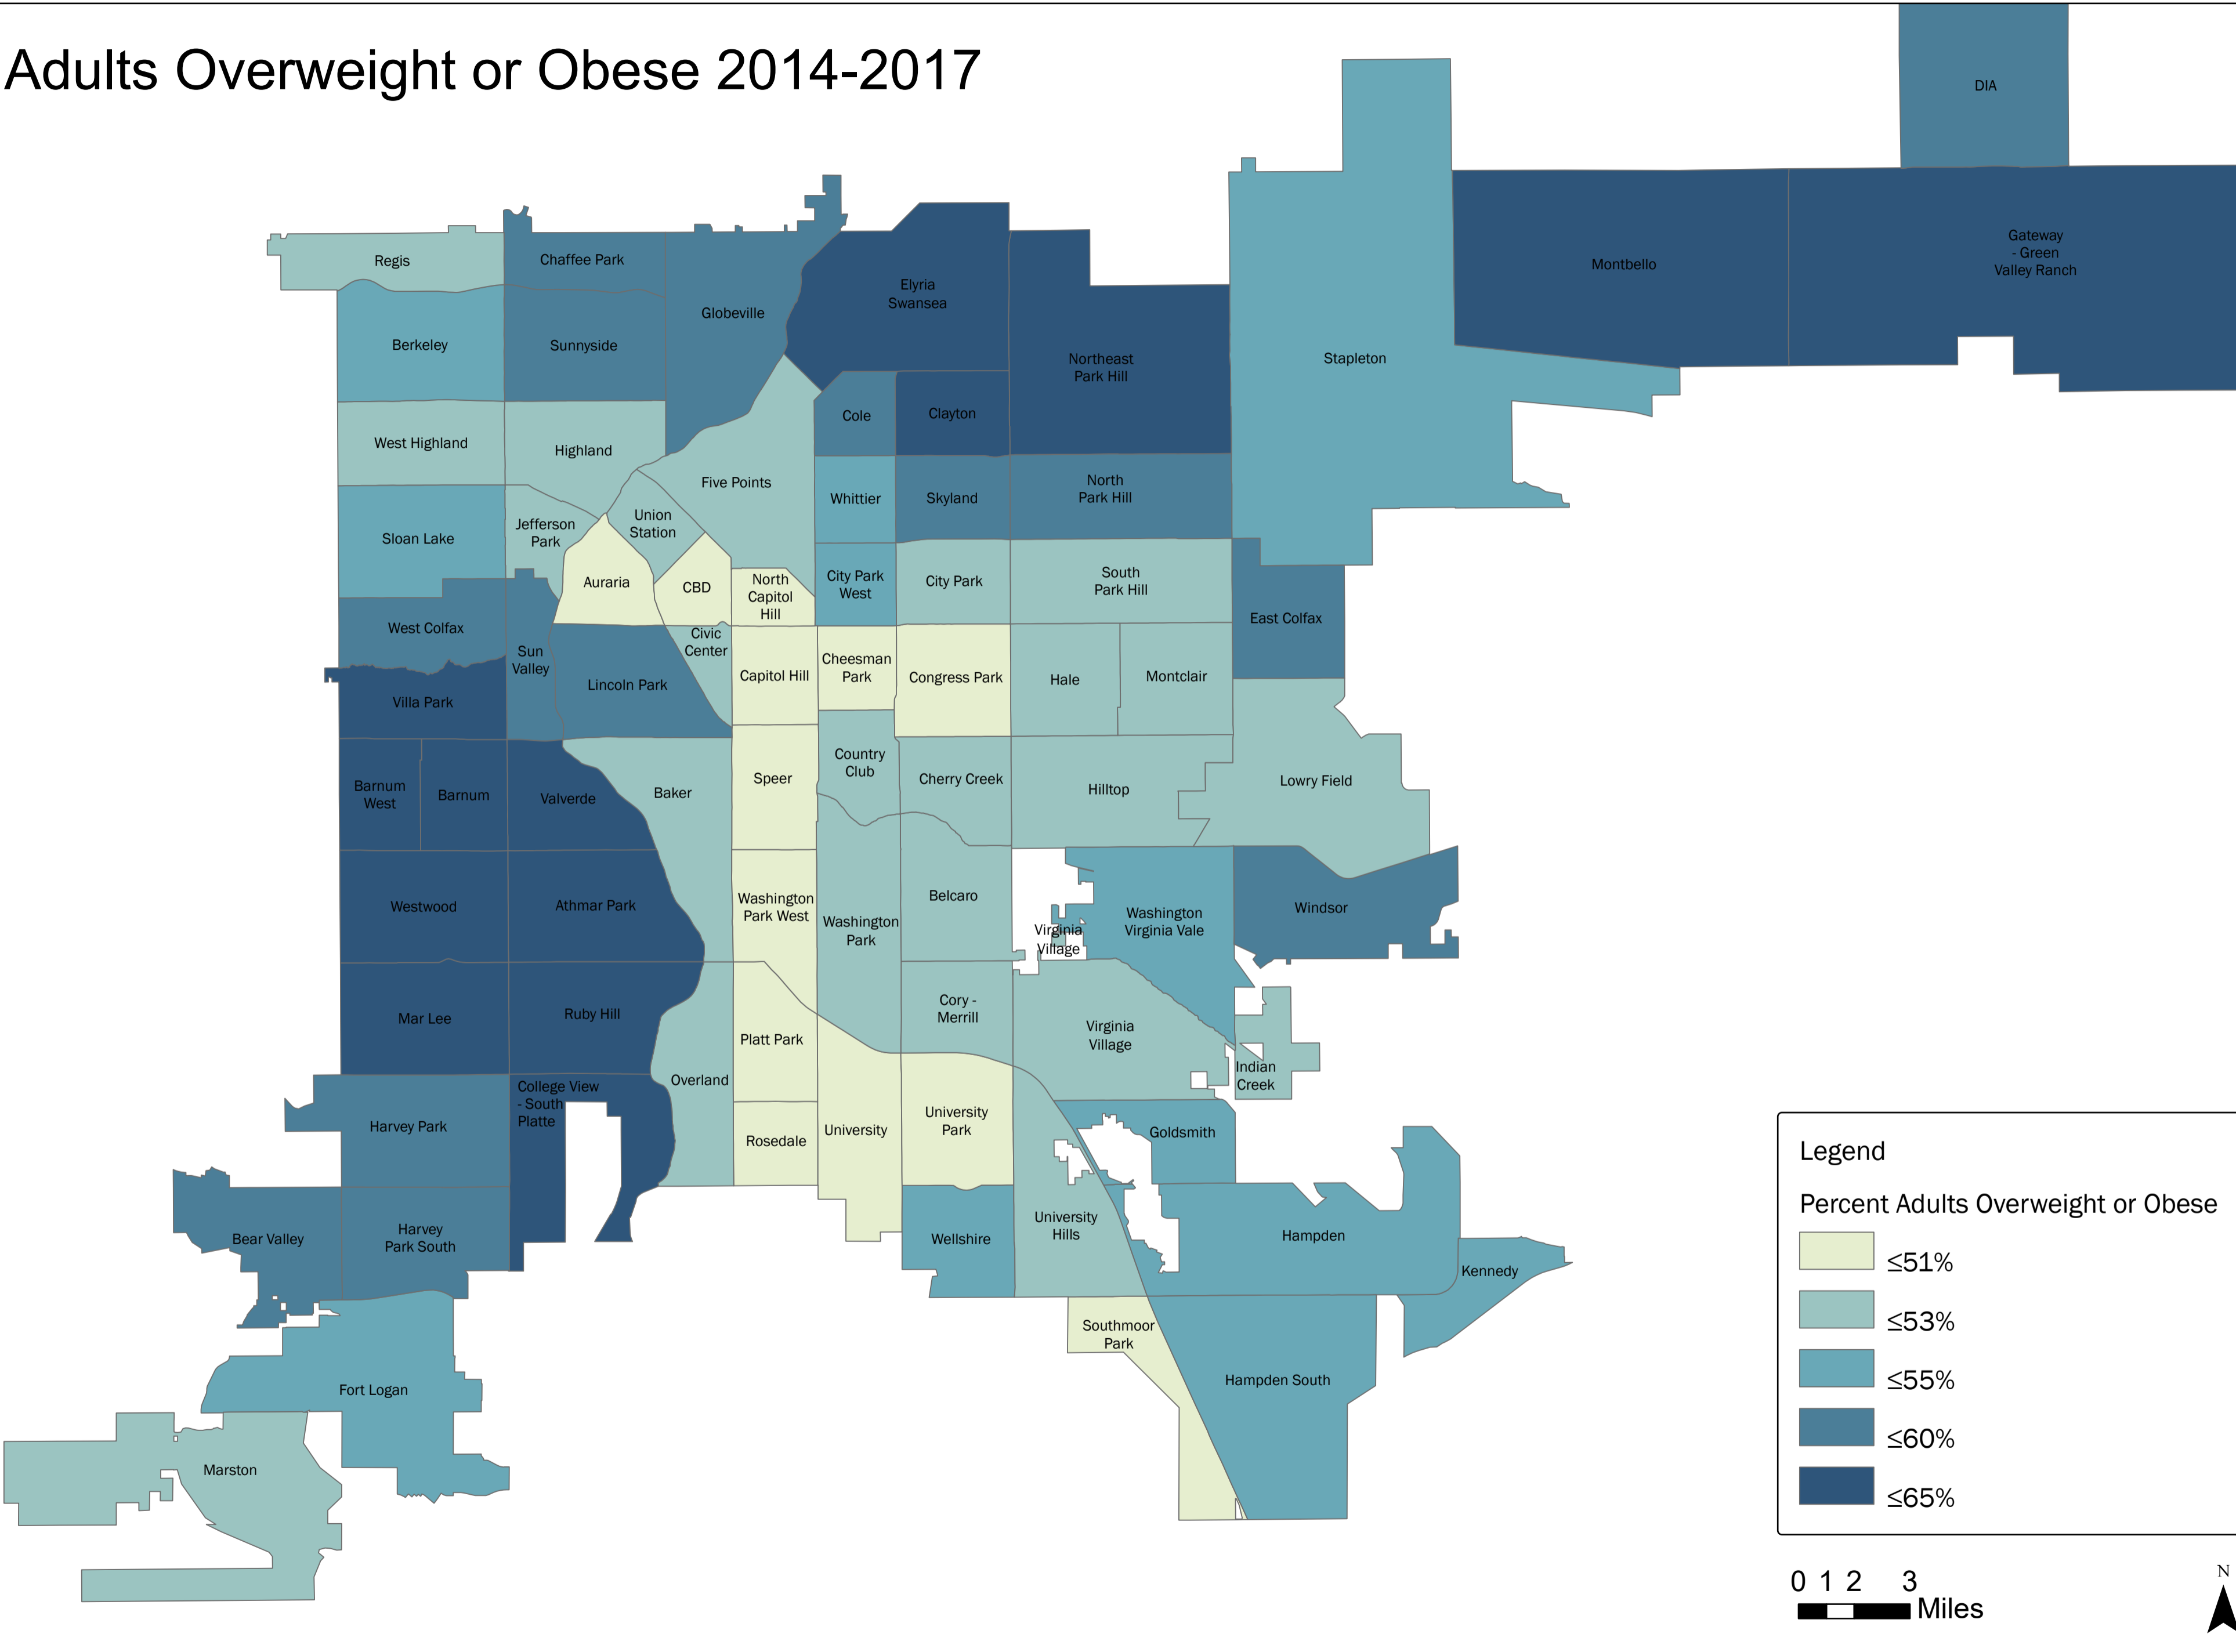 Adults Overweight or Obese 2014-2017
DIA
Regis
Chaffee Park
Globeville
Elyria
Swansea
Montbello
Gateway
- Green
Valley Ranch
Berkeley
Sunnyside
Northeast
Park Hill
Stapleton
West Highland
Highland
Cole
Clayton
Five Points
Whittier
Skyland
North
Park Hill
Sloan Lake
Jefferson
Park
Union
Station
Auraria
CBD
North
Capitol
Hill
City Park
West
City Park
South
Park Hill
West Colfax
Sun
Valley
Civic
Center
East Colfax
Villa Park
Lincoln Park
Capitol Hill
Cheesman
Park
Congress Park
Hale
Montclair
Barnum
West
Barnum
Valverde
Baker
Speer
Country
Club
Cherry Creek
Hilltop
Lowry Field
Westwood
Athmar Park
Washington
Park West
Washington
Park
Belcaro
Virginia
Village
Washington
Virginia Vale
Windsor
Mar Lee
Ruby Hill
Platt Park
Cory -
Merrill
Virginia
Village
Indian
Creek
College View
- South
Platte
Overland
Harvey Park
Rosedale
University
University
Park
Goldsmith
Bear Valley
Harvey
Park South
Wellshire
University
Hills
Hampden
Kennedy
Southmoor
Park
Fort Logan
Hampden South
Marston
Legend
Percent Adults Overweight or Obese
≤51%
≤53%
≤55%
≤60%
≤65%
0 1 2 3
Miles
N